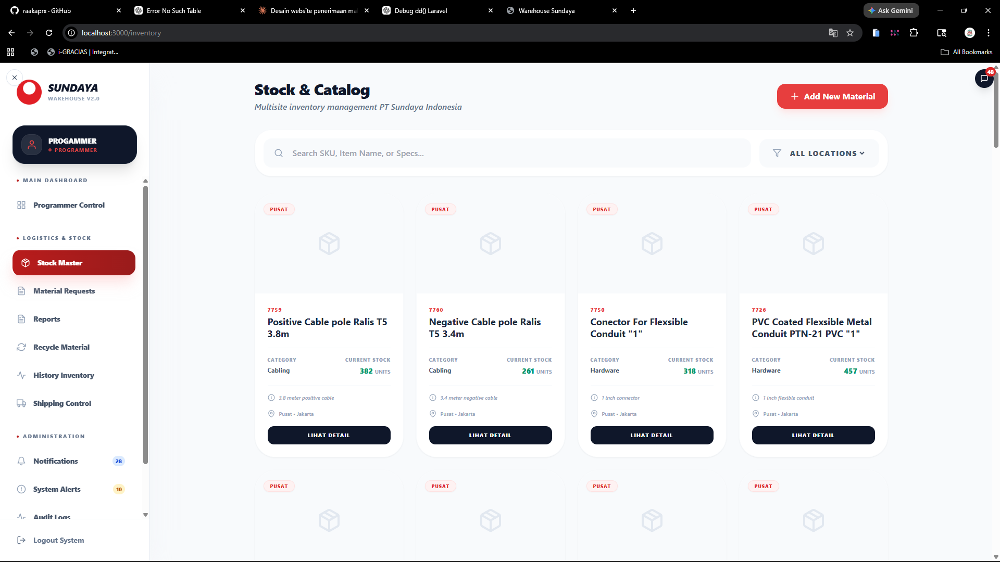 raakaprx · GitHub
Error No Such Table
Desain website penerimaan ma
Debug dd() Laravel
Warehouse Sundaya
Ask Gemini
localhost:3000/inventory
i-GRACIAS | Integrat...
All Bookmarks
SUNDAYA
WAREHOUSE V2.0
PROGAMMER
PROGRAMMER
MAIN DASHBOARD
Programmer Control
LOGISTICS & STOCK
Stock Master
Material Requests
Reports
Recycle Material
History Inventory
Shipping Control
ADMINISTRATION
Notifications 28
System Alerts 10
Audit Logs
Logout System
48
Stock & Catalog
Multisite inventory management PT Sundaya Indonesia
Add New Material
Search SKU, Item Name, or Specs...
ALL LOCATIONS
PUSAT
7759
Positive Cable pole Ralis T5
3.8m
CATEGORY CURRENT STOCK
Cabling 382 UNITS
3.8 meter positive cable
Pusat • Jakarta
LIHAT DETAIL
PUSAT
7760
Negative Cable pole Ralis
T5 3.4m
CATEGORY CURRENT STOCK
Cabling 261 UNITS
3.4 meter negative cable
Pusat • Jakarta
LIHAT DETAIL
PUSAT
7750
Conector For Flexsible
Conduit "1"
CATEGORY CURRENT STOCK
Hardware 318 UNITS
1 inch connector
Pusat • Jakarta
LIHAT DETAIL
PUSAT
7726
PVC Coated Flexsible Metal
Conduit PTN-21 PVC "1"
CATEGORY CURRENT STOCK
Hardware 457 UNITS
1 inch flexible conduit
Pusat • Jakarta
LIHAT DETAIL
PUSAT
PUSAT
PUSAT
PUSAT